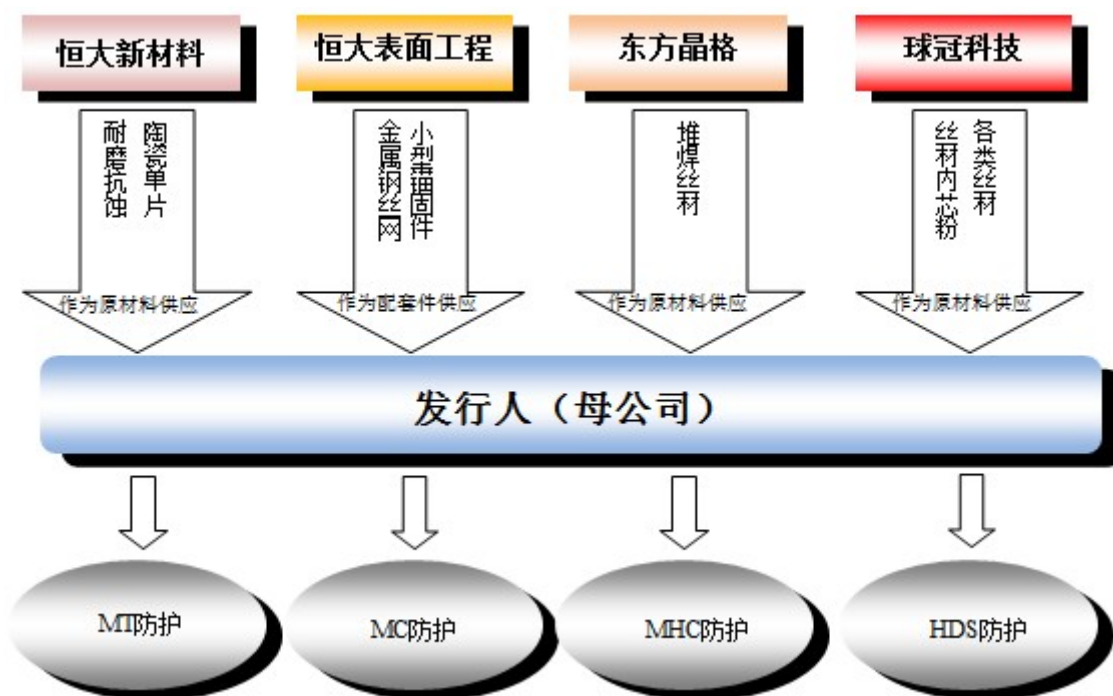 恒大新材料
恒大表面工程
东方晶格
球冠科技
耐磨抗蚀
陶瓷单片
金属钢丝网
小型锚固件
堆焊丝材
丝材内芯粉
各类丝材
作为原材料供应
作为配套件供应
作为原材料供应
作为原材料供应
发行人（母公司）
MT防护
MC防护
MHC防护
HDS防护